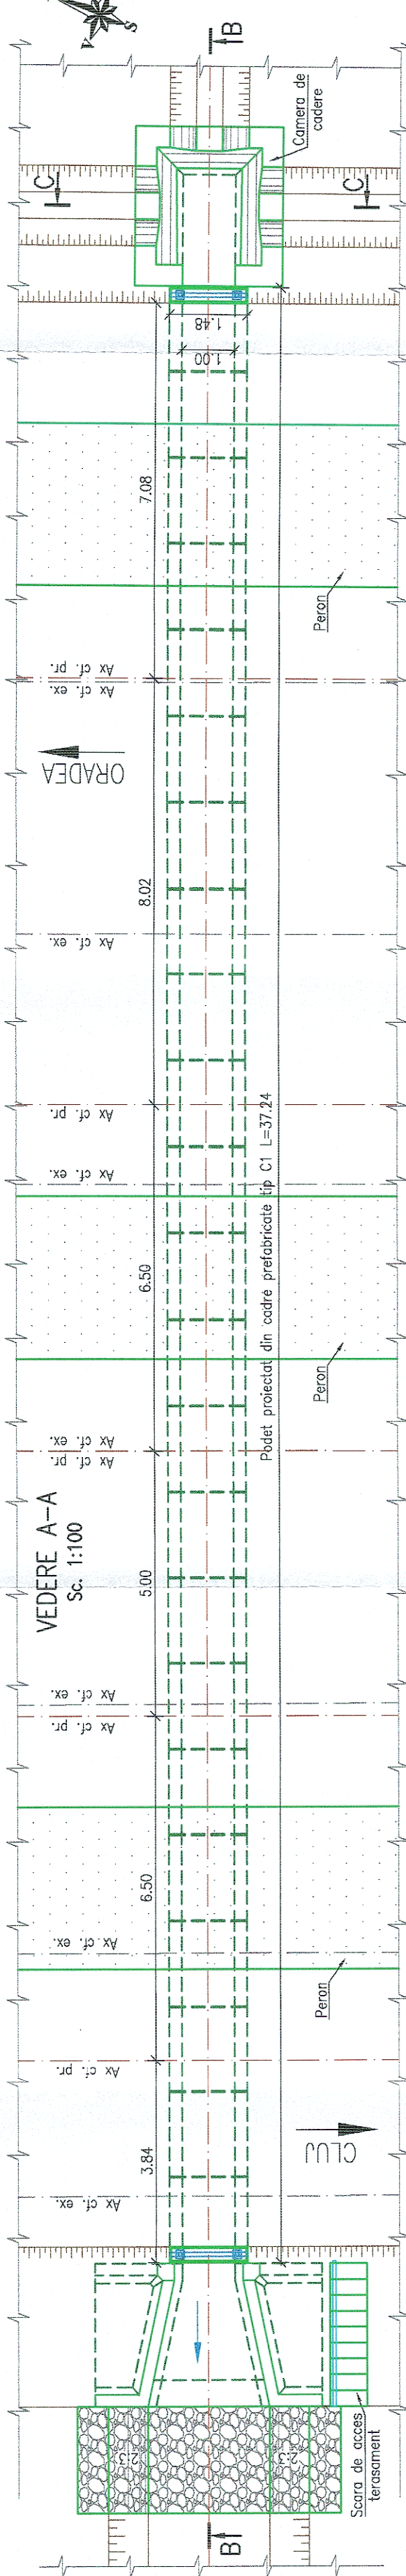 V
S
B
C
C
Camera de
cadere
1.48
1.00
7.08
Peron
Ax cf. pr.
Ax cf. ex.
ORADEA
8.02
Ax cf. ex.
Ax cf. pr.
Ax cf. ex.
6.50
Peron
Podet proiectat din cadre prefabricate tip C1 L=37.24
Ax cf. ex.
Ax cf. pr.
VEDERE A-A
Sc. 1:100
5.00
Ax cf. ex.
Ax cf. pr.
6.50
Ax cf. ex.
Peron
Ax cf. pr.
3.84
CLUJ
Ax cf. ex.
2:3
2:3
Scara de acces
terasament
B